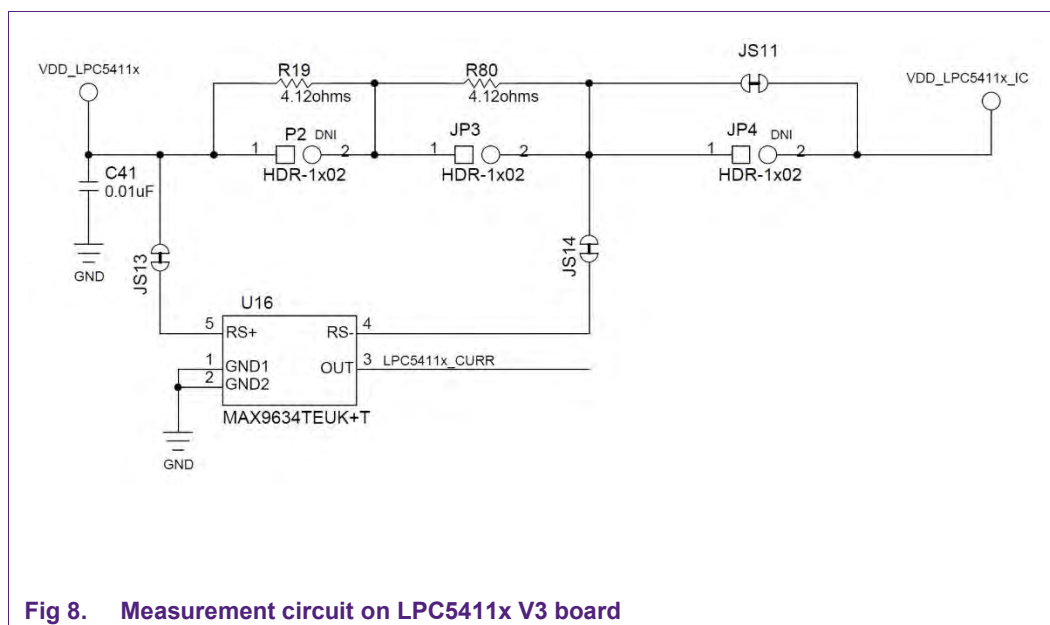 JS11
VDD_LPC5411x
R19
R80
VDD_LPC5411x_IC
4.12ohms
4.12ohms
P2 DNI
JP3
JP4 DNI
1 2
1 2
1 2
HDR-1x02
HDR-1x02
HDR-1x02
C41
0.01uF
GND
JS13
JS14
U16
5 RS+
RS- 4
1 GND1
OUT 3 LPC5411x_CURR
2 GND2
MAX9634TEUK+T
GND
Fig 8. Measurement circuit on LPC5411x V3 board